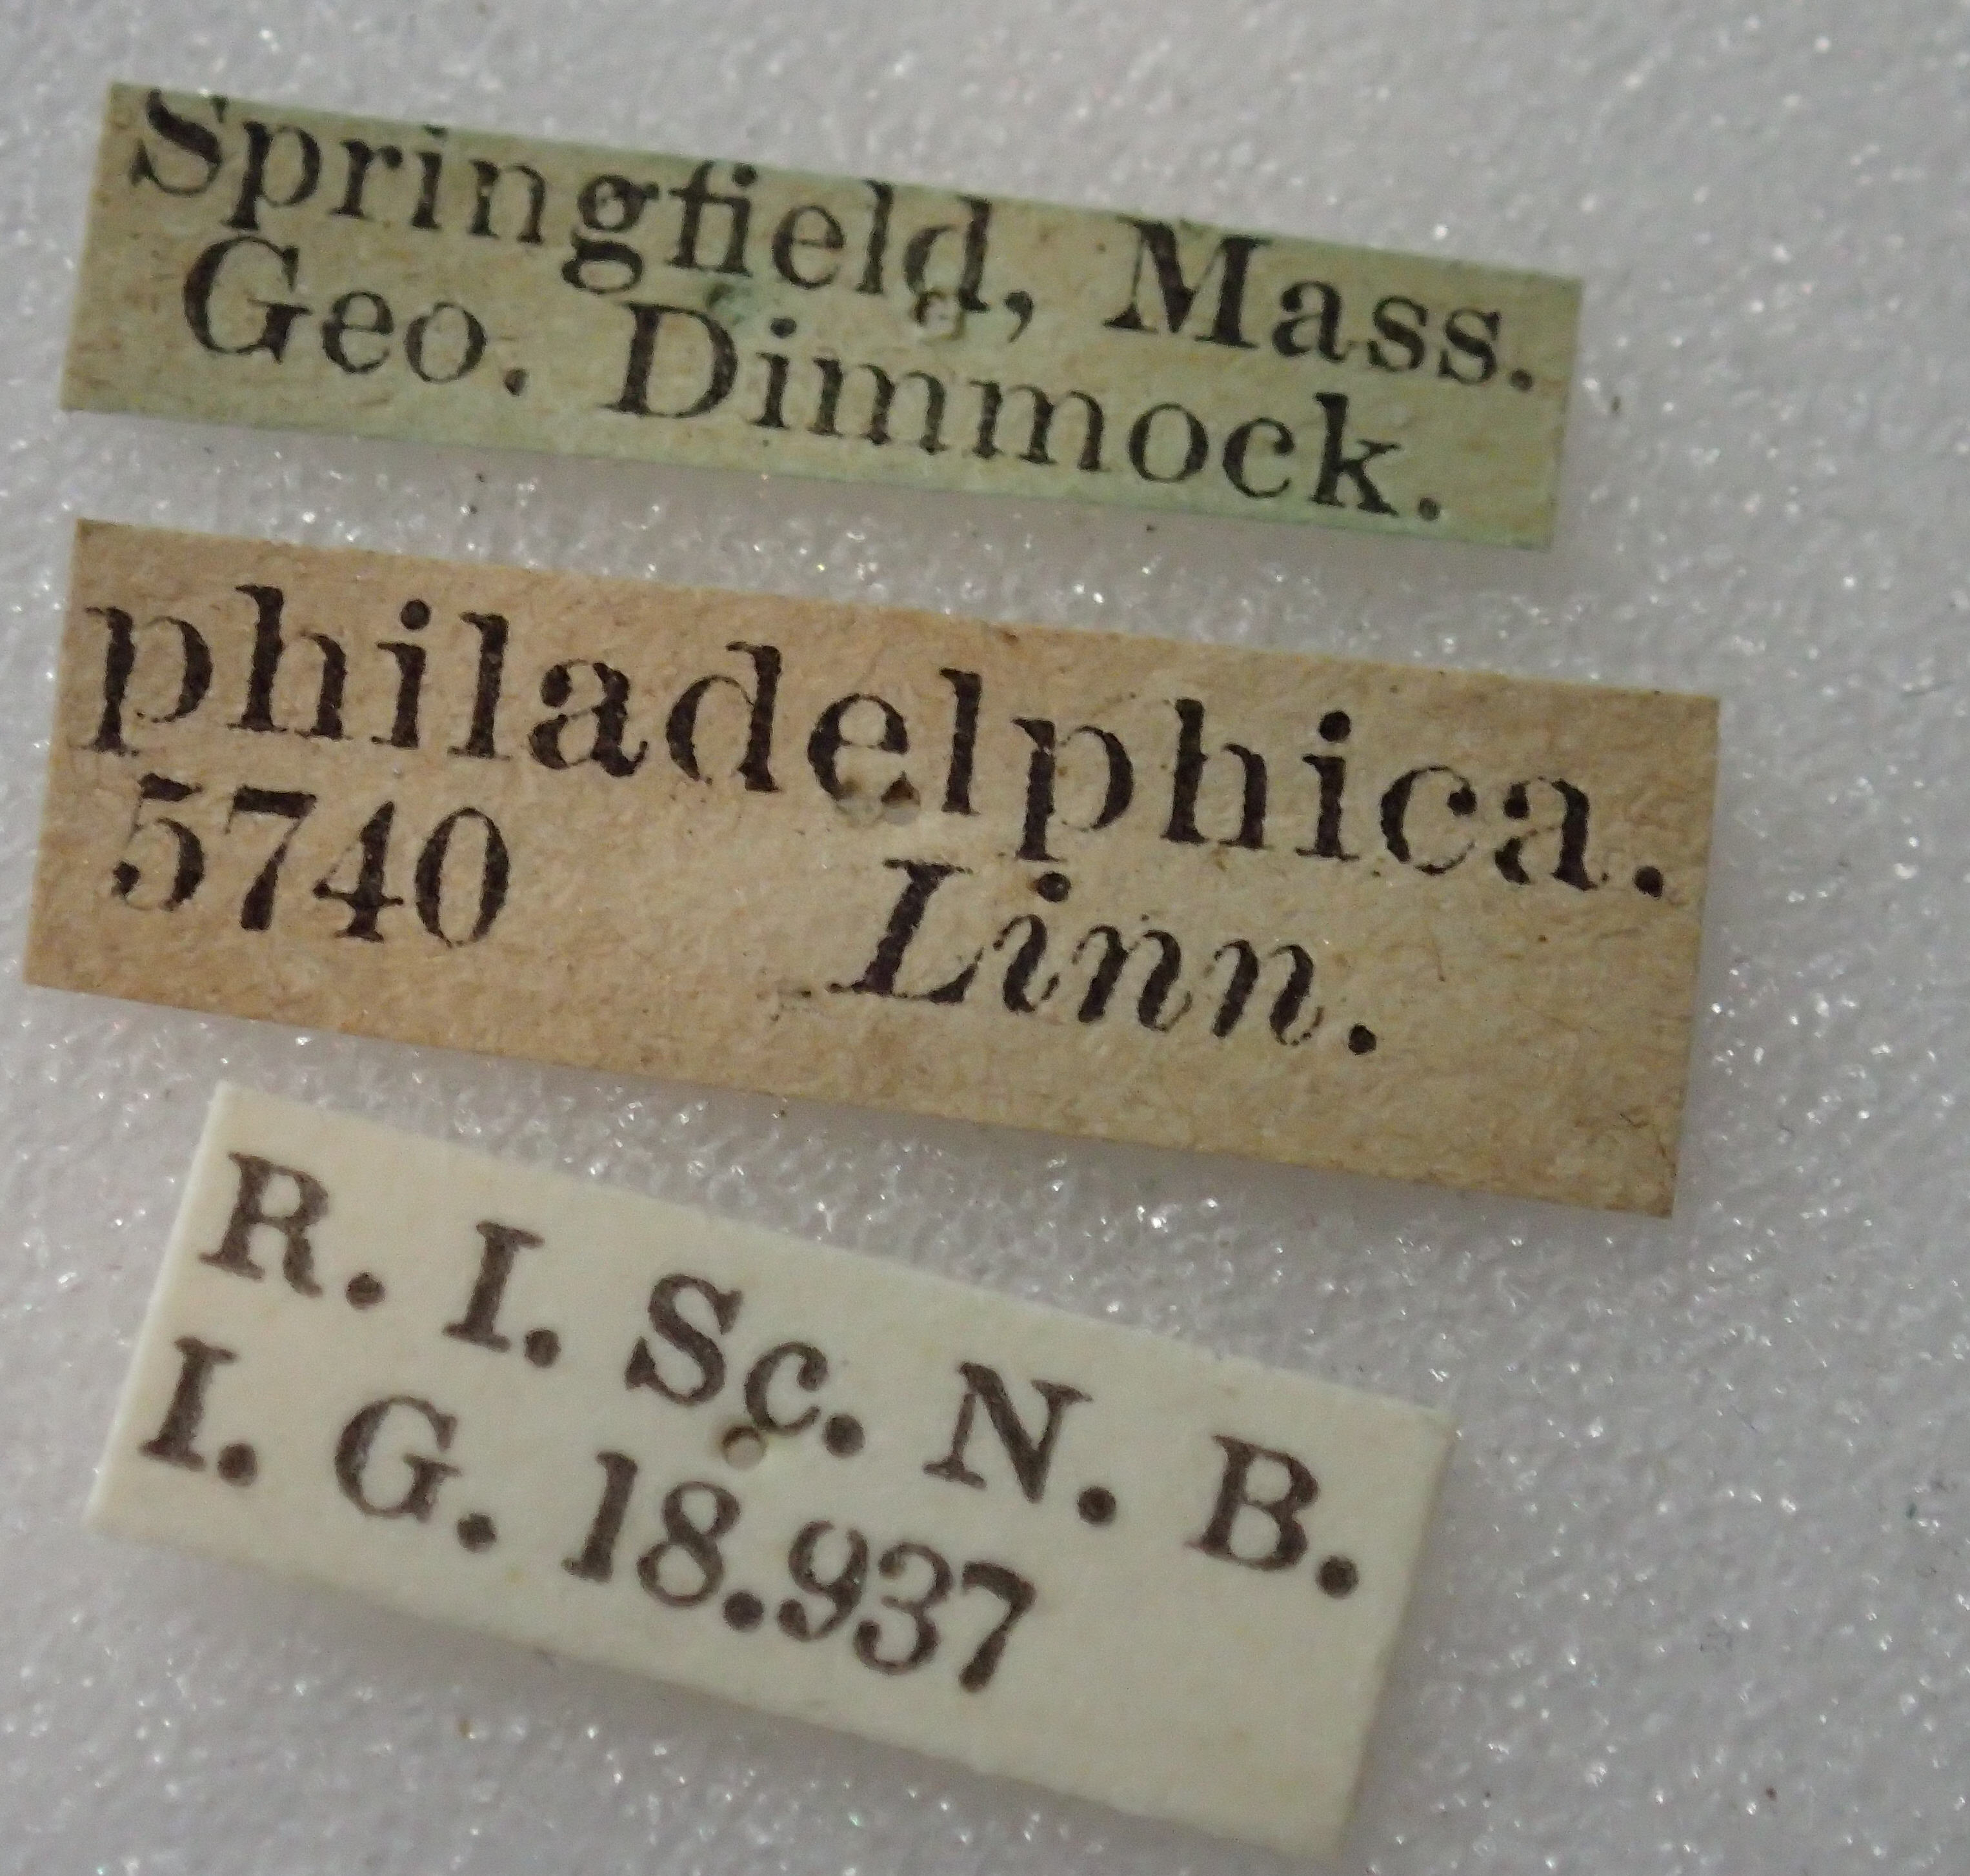 Springfield, Mass.
Geo. Dimmock.
philadelphica.
5740 Linn.
R. I. Sc. N. B.
I. G. 18.937